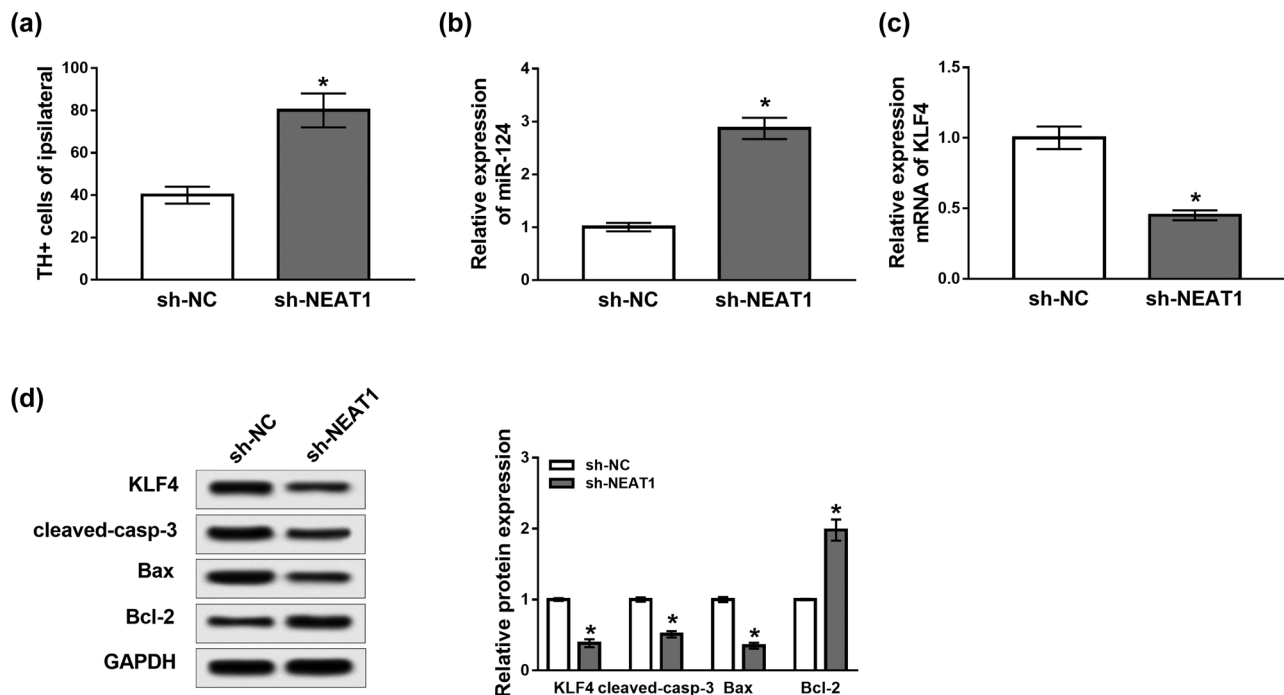 (a)
TH+ cells of ipsilateral
100
80
60
40
20
0
*
sh-NC
sh-NEAT1
(b)
Relative expression
of miR-124
4
3
2
1
0
*
sh-NC
sh-NEAT1
(c)
Relative expression
mRNA of KLF4
1.5
1.0
0.5
0.0
*
sh-NC
sh-NEAT1
(d)
sh-NC
sh-NEAT1
KLF4
cleaved-casp-3
Bax
Bcl-2
GAPDH
Relative protein expression
3
2
1
0
sh-NC
sh-NEAT1
*
*
*
*
KLF4 cleaved-casp-3 Bax Bcl-2